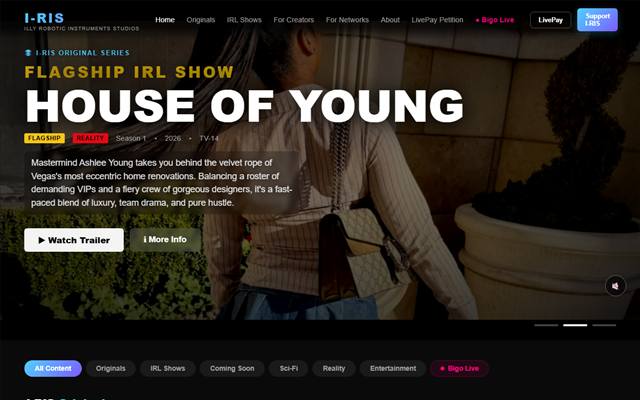 I-RIS
ILLY ROBOTIC INSTRUMENTS STUDIOS
Home Originals IRL Shows For Creators For Networks About LivePay Petition Bigo Live LivePay Support I-RIS
I-RIS ORIGINAL SERIES
FLAGSHIP IRL SHOW
HOUSE OF YOUNG
FLAGSHIP REALITY Season 1 • 2026 • TV-14
Mastermind Ashlee Young takes you behind the velvet rope of
Vegas's most eccentric home renovations. Balancing a roster of
demanding VIPs and a fiery crew of gorgeous designers, it's a fast-
paced blend of luxury, team drama, and pure hustle.
▶ Watch Trailer ℹ More Info
All Content Originals IRL Shows Coming Soon Sci-Fi Reality Entertainment Bigo Live